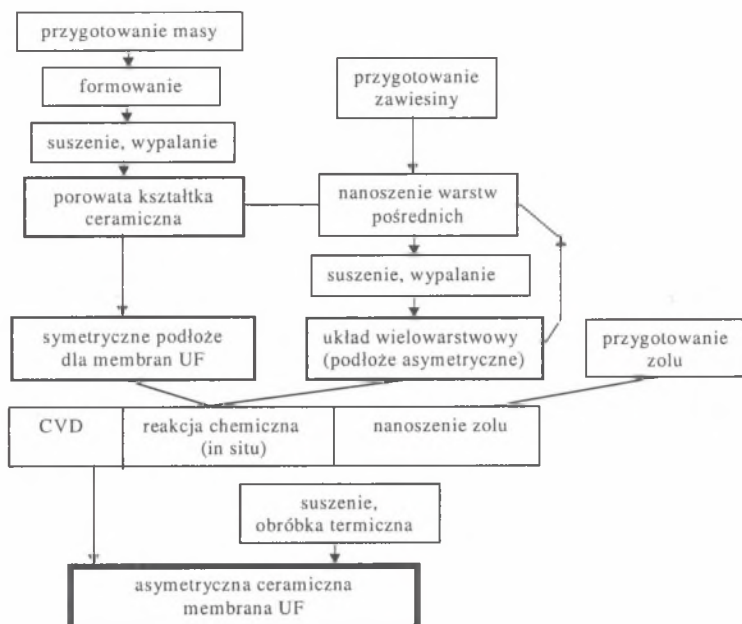 przygotowanie masy
formowanie
suszenie, wypalanie
porowata kształtka
ceramiczna
przygotowanie
zawiesiny
nanoszenie warstw
pośrednich
suszenie, wypalanie
symetryczne podłoże
dla membran UF
układ wielowarstwowy
(podłoże asymetryczne)
przygotowanie
zolu
CVD
reakcja chemiczna
(in situ)
nanoszenie zolu
suszenie,
obróbka termiczna
asymetryczna ceramiczna
membrana UF